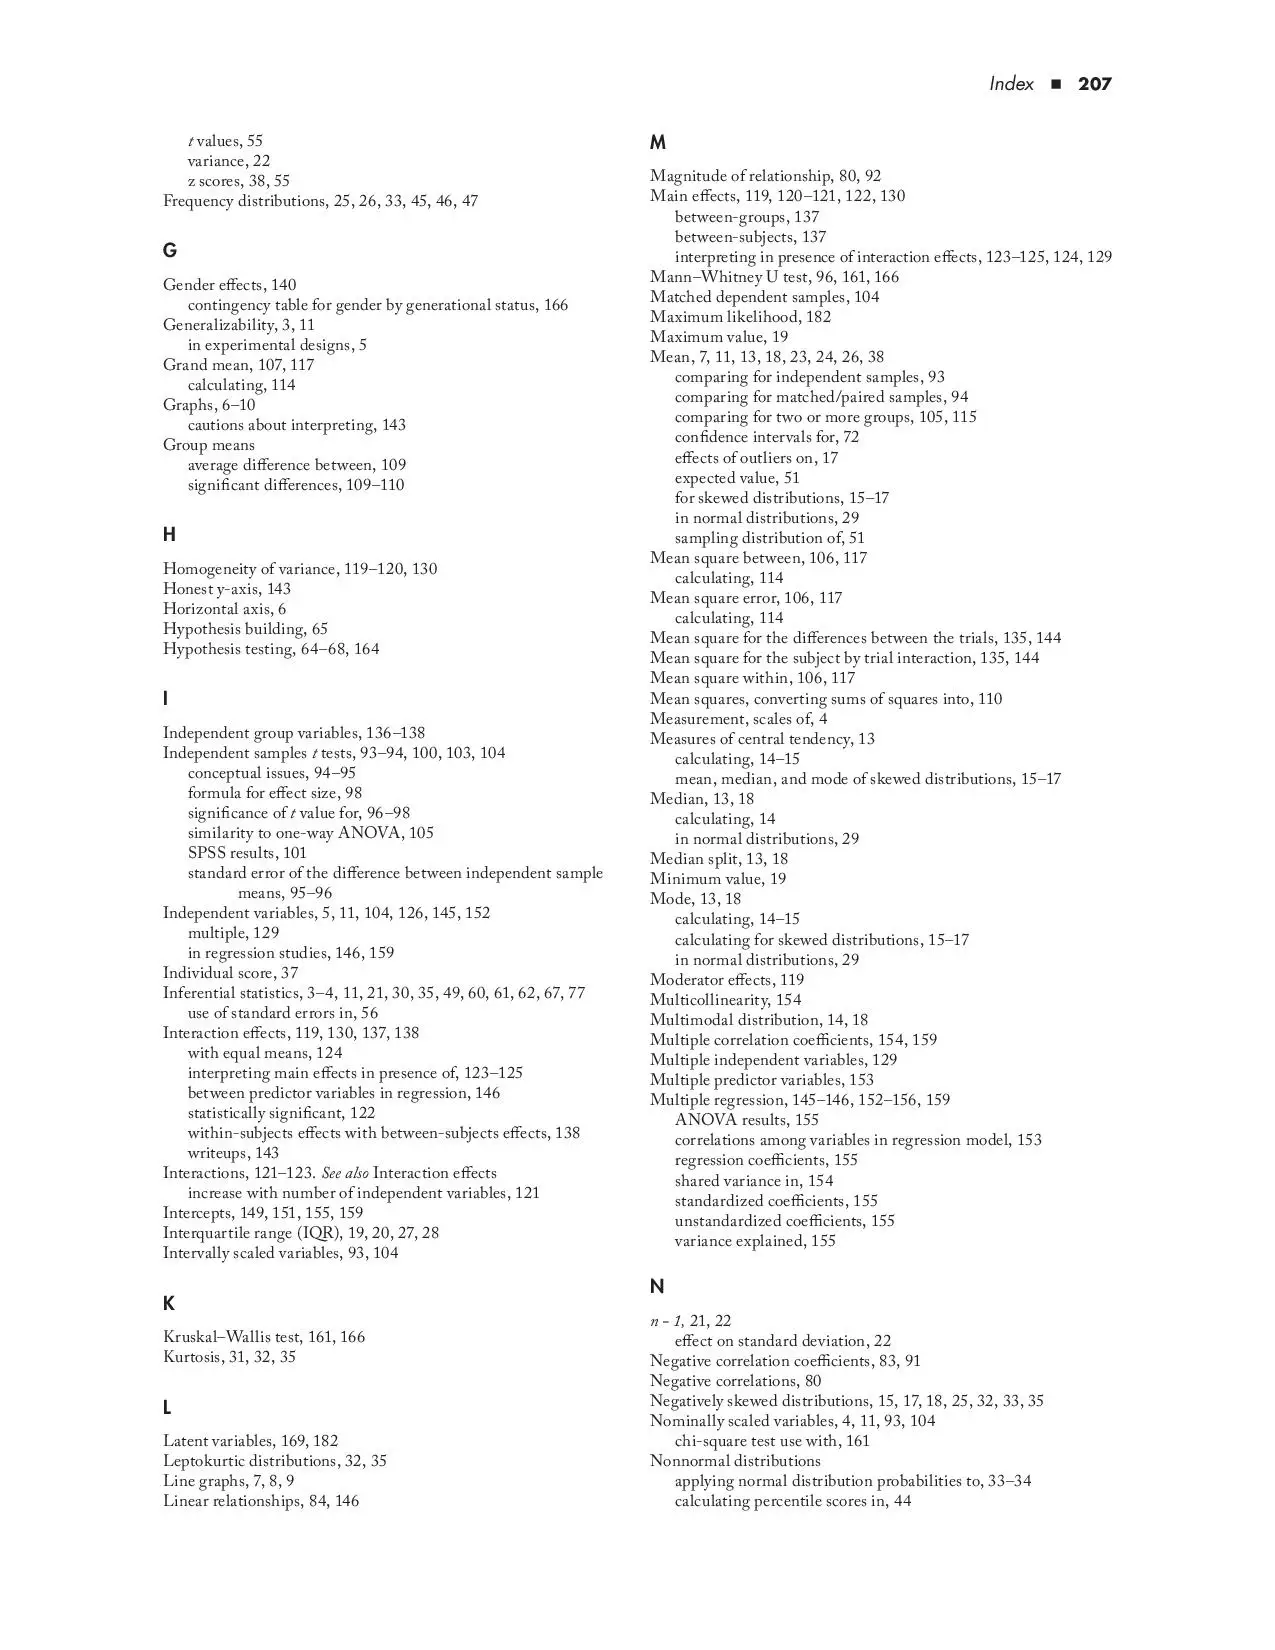 Index ■ 207
t values, 55
variance, 22
z scores, 38, 55
Frequency distributions, 25, 26, 33, 45, 46, 47
G
Gender effects, 140
contingency table for gender by generational status, 166
Generalizability, 3, 11
in experimental designs, 5
Grand mean, 107, 117
calculating, 114
Graphs, 6–10
cautions about interpreting, 143
Group means
average difference between, 109
significant differences, 109–110
H
Homogeneity of variance, 119–120, 130
Honest y-axis, 143
Horizontal axis, 6
Hypothesis building, 65
Hypothesis testing, 64–68, 164
I
Independent group variables, 136–138
Independent samples t tests, 93–94, 100, 103, 104
conceptual issues, 94–95
formula for effect size, 98
significance of t value for, 96–98
similarity to one-way ANOVA, 105
SPSS results, 101
standard error of the difference between independent sample
means, 95–96
Independent variables, 5, 11, 104, 126, 145, 152
multiple, 129
in regression studies, 146, 159
Individual score, 37
Inferential statistics, 3–4, 11, 21, 30, 35, 49, 60, 61, 62, 67, 77
use of standard errors in, 56
Interaction effects, 119, 130, 137, 138
with equal means, 124
interpreting main effects in presence of, 123–125
between predictor variables in regression, 146
statistically significant, 122
within-subjects effects with between-subjects effects, 138
writeups, 143
Interactions, 121–123. See also Interaction effects
increase with number of independent variables, 121
Intercepts, 149, 151, 155, 159
Interquartile range (IQR), 19, 20, 27, 28
Intervally scaled variables, 93, 104
K
Kruskal–Wallis test, 161, 166
Kurtosis, 31, 32, 35
L
Latent variables, 169, 182
Leptokurtic distributions, 32, 35
Line graphs, 7, 8, 9
Linear relationships, 84, 146
M
Magnitude of relationship, 80, 92
Main effects, 119, 120–121, 122, 130
between-groups, 137
between-subjects, 137
interpreting in presence of interaction effects, 123–125, 124, 129
Mann–Whitney U test, 96, 161, 166
Matched dependent samples, 104
Maximum likelihood, 182
Maximum value, 19
Mean, 7, 11, 13, 18, 23, 24, 26, 38
comparing for independent samples, 93
comparing for matched/paired samples, 94
comparing for two or more groups, 105, 115
confidence intervals for, 72
effects of outliers on, 17
expected value, 51
for skewed distributions, 15–17
in normal distributions, 29
sampling distribution of, 51
Mean square between, 106, 117
calculating, 114
Mean square error, 106, 117
calculating, 114
Mean square for the differences between the trials, 135, 144
Mean square for the subject by trial interaction, 135, 144
Mean square within, 106, 117
Mean squares, converting sums of squares into, 110
Measurement, scales of, 4
Measures of central tendency, 13
calculating, 14–15
mean, median, and mode of skewed distributions, 15–17
Median, 13, 18
calculating, 14
in normal distributions, 29
Median split, 13, 18
Minimum value, 19
Mode, 13, 18
calculating, 14–15
calculating for skewed distributions, 15–17
in normal distributions, 29
Moderator effects, 119
Multicollinearity, 154
Multimodal distribution, 14, 18
Multiple correlation coefficients, 154, 159
Multiple independent variables, 129
Multiple predictor variables, 153
Multiple regression, 145–146, 152–156, 159
ANOVA results, 155
correlations among variables in regression model, 153
regression coefficients, 155
shared variance in, 154
standardized coefficients, 155
unstandardized coefficients, 155
variance explained, 155
N
n - 1, 21, 22
effect on standard deviation, 22
Negative correlation coefficients, 83, 91
Negative correlations, 80
Negatively skewed distributions, 15, 17, 18, 25, 32, 33, 35
Nominally scaled variables, 4, 11, 93, 104
chi-square test use with, 161
Nonnormal distributions
applying normal distribution probabilities to, 33–34
calculating percentile scores in, 44